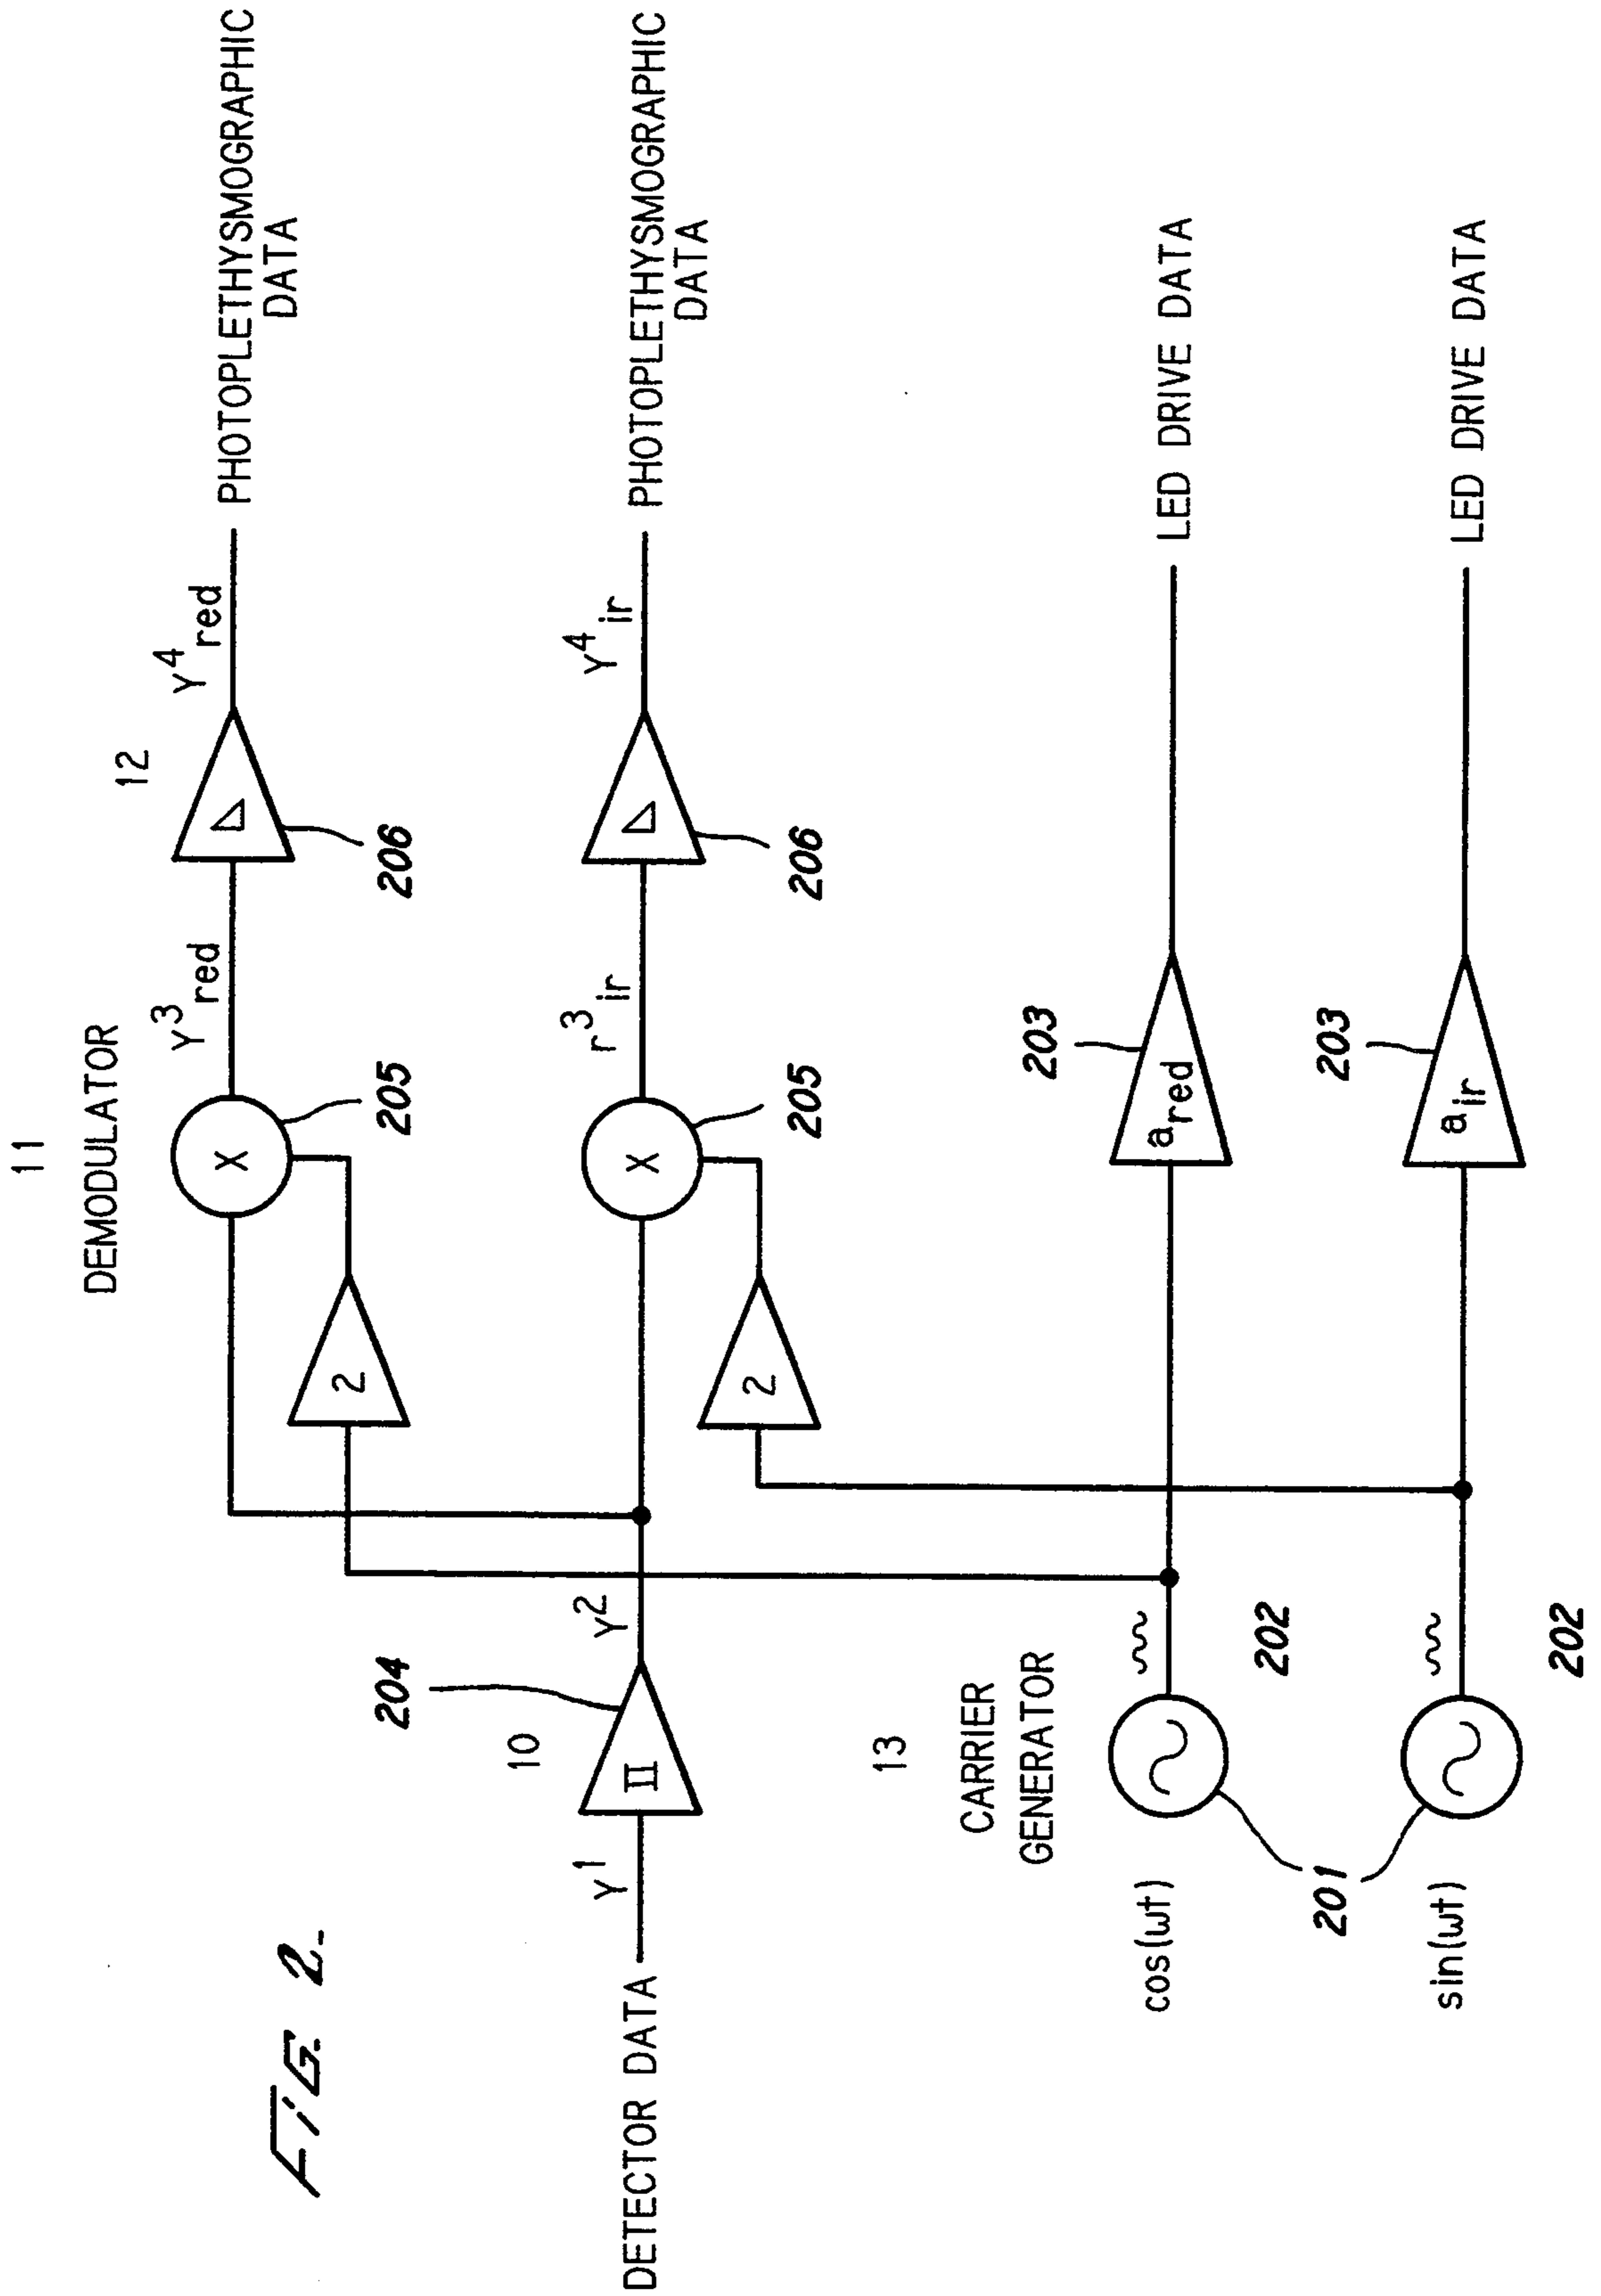 FIG. 2.
11
DEMODULATOR
12
Y³red
Y⁴red
PHOTOPLETHYSMOGRAPHIC
DATA
X
205
206
2
DETECTOR DATA
Y¹
10
II
204
Y²
X
205
r³ir
206
Y⁴ir
PHOTOPLETHYSMOGRAPHIC
DATA
2
13
CARRIER
GENERATOR
cos(ωt)
202
ared
203
LED DRIVE DATA
201
sin(ωt)
202
air
203
LED DRIVE DATA